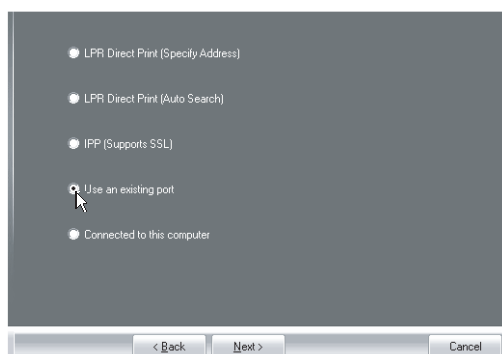 LPR Direct Print (Specify Address)
LPR Direct Print (Auto Search)
IPP (Supports SSL)
Use an existing port
Connected to this computer
< Back Next > Cancel